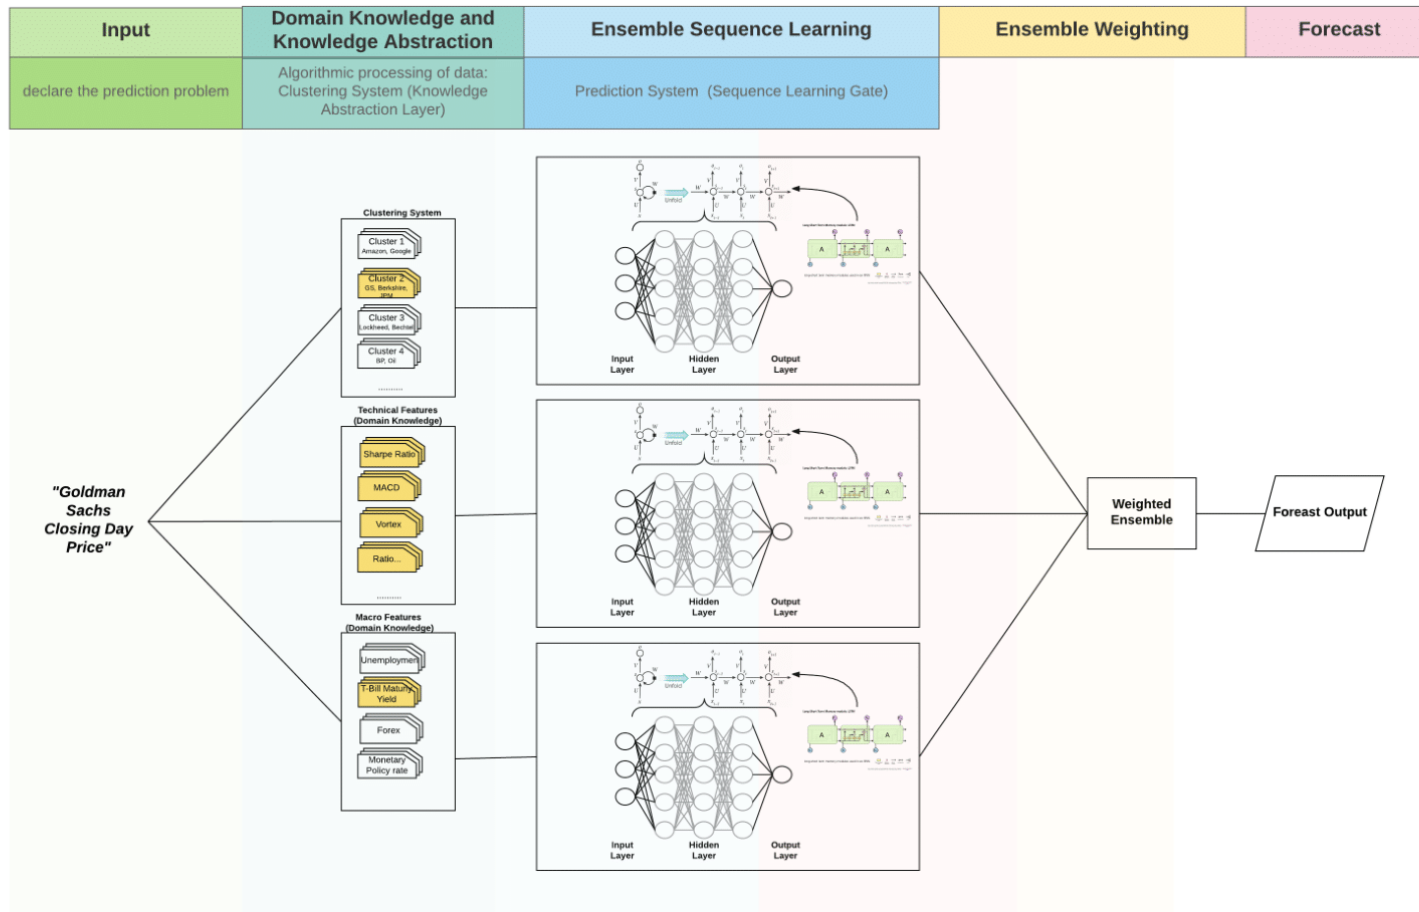 Input
Domain Knowledge and
Knowledge Abstraction
Ensemble Sequence Learning
Ensemble Weighting
Forecast
declare the prediction problem
Algorithmic processing of data:
Clustering System (Knowledge
Abstraction Layer)
Prediction System (Sequence Learning Gate)
"Goldman
Sachs
Closing Day
Price"
Clustering System
Cluster 1
Amazon, Google
Cluster 2
GS, Berkshire,
JPM
Cluster 3
Lockheed, Bechtel
Cluster 4
BP, Oil
..........
Technical Features
(Domain Knowledge)
Sharpe Ratio
MACD
Vortex
Ratio...
..........
Macro Features
(Domain Knowledge)
Unemployment
T-Bill Maturity
Yield
Forex
Monetary
Policy rate
Unfold
W
V
U
A
A
Input
Layer
Hidden
Layer
Output
Layer
Unfold
W
V
U
A
A
Input
Layer
Hidden
Layer
Output
Layer
Unfold
W
V
U
A
A
Input
Layer
Hidden
Layer
Output
Layer
Weighted
Ensemble
Foreast Output